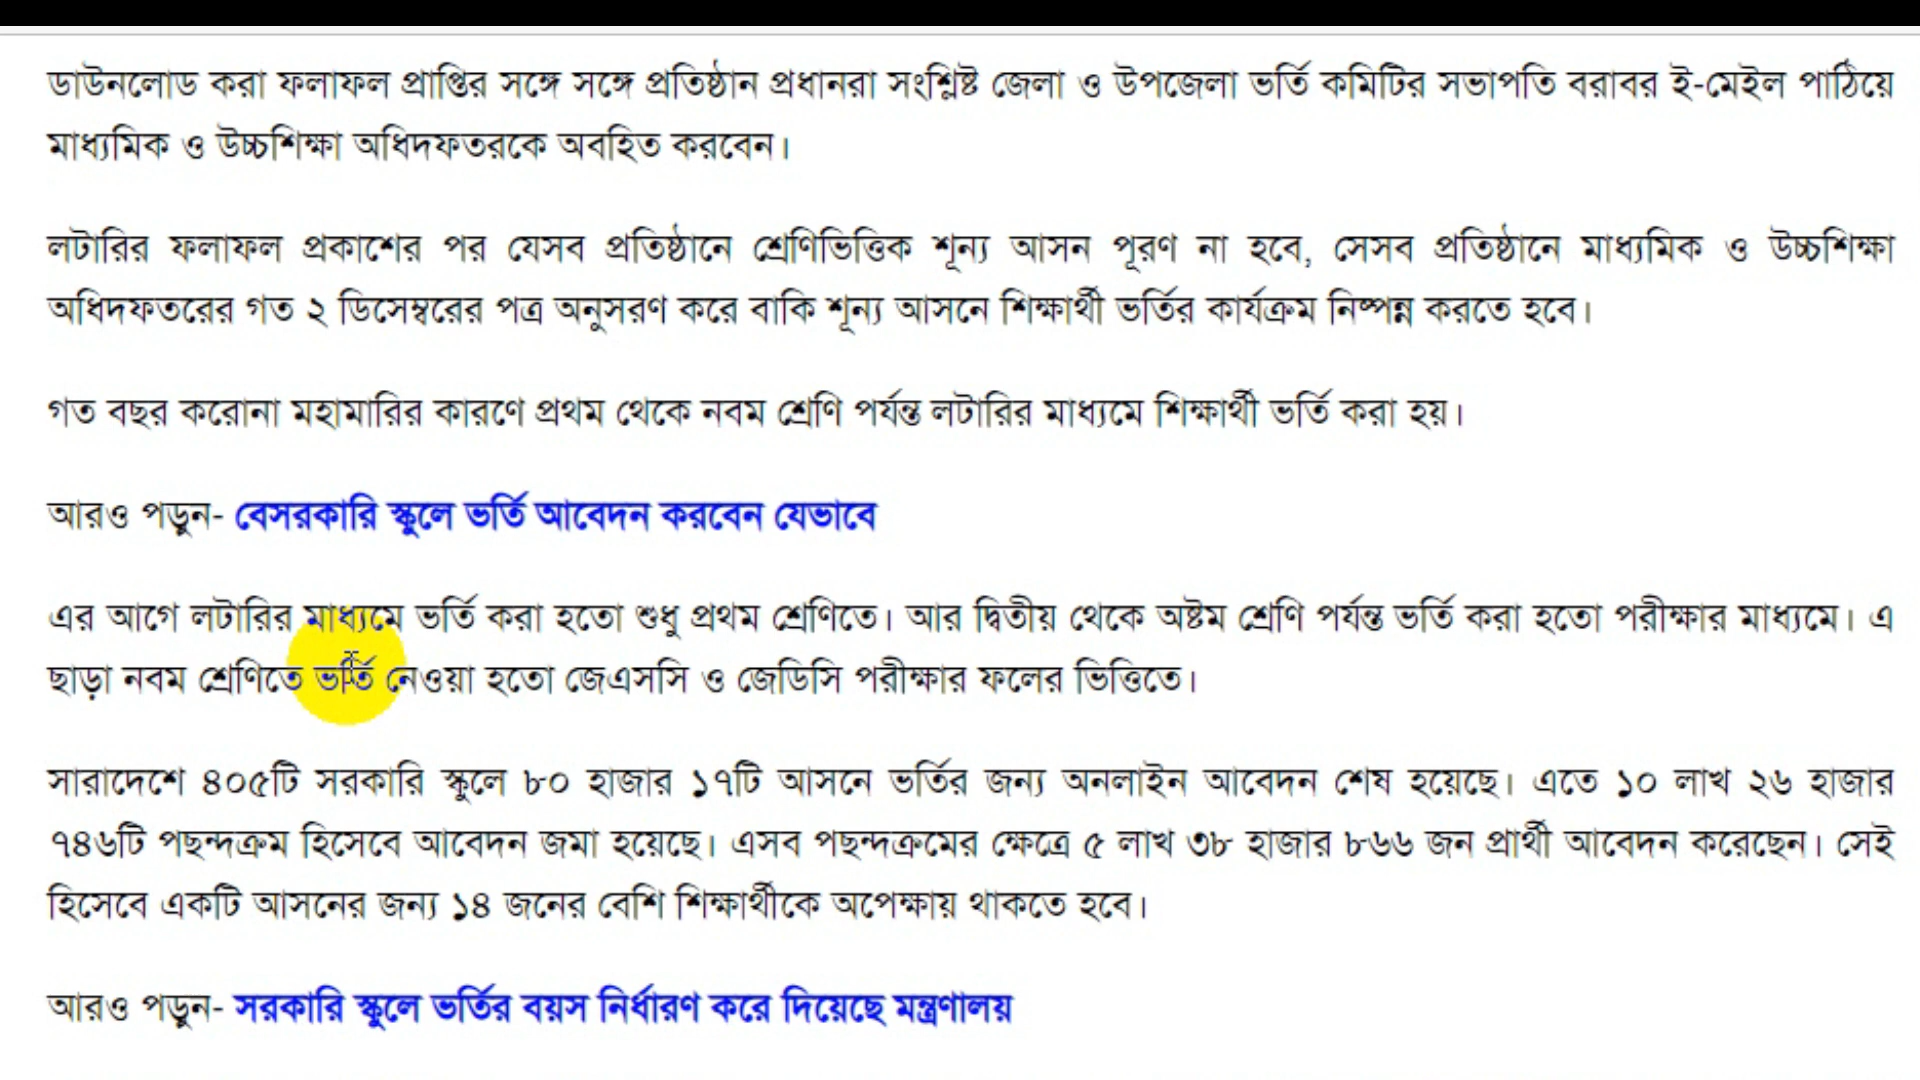 ডাউনলোড করা ফলাফল প্রাপ্তির সঙ্গে সঙ্গে প্রতিষ্ঠান প্রধানরা সংশ্লিষ্ট জেলা ও উপজেলা ভর্তি কমিটির সভাপতি বরাবর ই-মেইল পাঠিয়ে
মাধ্যমিক ও উচ্চশিক্ষা অধিদফতরকে অবহিত করবেন।
লটারির ফলাফল প্রকাশের পর যেসব প্রতিষ্ঠানে শ্রেণিভিত্তিক শূন্য আসন পূরণ না হবে, সেসব প্রতিষ্ঠানে মাধ্যমিক ও উচ্চশিক্ষা
অধিদফতরের গত ২ ডিসেম্বরের পত্র অনুসরণ করে বাকি শূন্য আসনে শিক্ষার্থী ভর্তির কার্যক্রম নিষ্পন্ন করতে হবে।
গত বছর করোনা মহামারির কারণে প্রথম থেকে নবম শ্রেণি পর্যন্ত লটারির মাধ্যমে শিক্ষার্থী ভর্তি করা হয়।
আরও পড়ুন- বেসরকারি স্কুলে ভর্তি আবেদন করবেন যেভাবে
এর আগে লটারির মাধ্যমে ভর্তি করা হতো শুধু প্রথম শ্রেণিতে। আর দ্বিতীয় থেকে অষ্টম শ্রেণি পর্যন্ত ভর্তি করা হতো পরীক্ষার মাধ্যমে। এ
ছাড়া নবম শ্রেণিতে ভর্তি নেওয়া হতো জেএসসি ও জেডিসি পরীক্ষার ফলের ভিত্তিতে।
সারাদেশে ৪০৫টি সরকারি স্কুলে ৮০ হাজার ১৭টি আসনে ভর্তির জন্য অনলাইন আবেদন শেষ হয়েছে। এতে ১০ লাখ ২৬ হাজার
৭৪৬টি পছন্দক্রম হিসেবে আবেদন জমা হয়েছে। এসব পছন্দক্রমের ক্ষেত্রে ৫ লাখ ৩৮ হাজার ৮৬৬ জন প্রার্থী আবেদন করেছেন। সেই
হিসেবে একটি আসনের জন্য ১৪ জনের বেশি শিক্ষার্থীকে অপেক্ষায় থাকতে হবে।
আরও পড়ুন- সরকারি স্কুলে ভর্তির বয়স নির্ধারণ করে দিয়েছে মন্ত্রণালয়